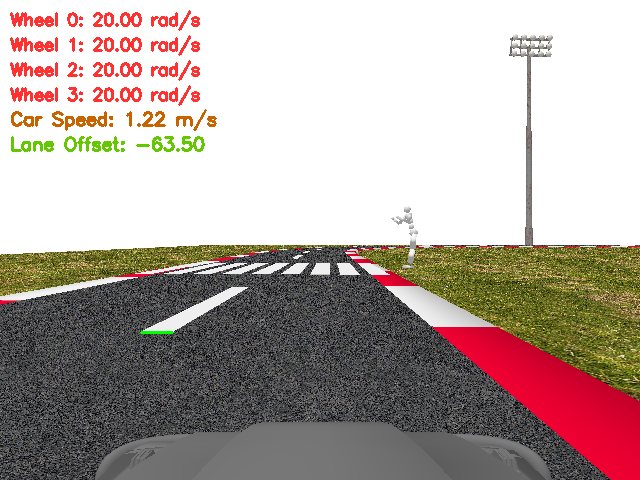 Wheel 0: 20.00 rad/s
Wheel 1: 20.00 rad/s
Wheel 2: 20.00 rad/s
Wheel 3: 20.00 rad/s
Car Speed: 1.22 m/s
Lane Offset: -63.50